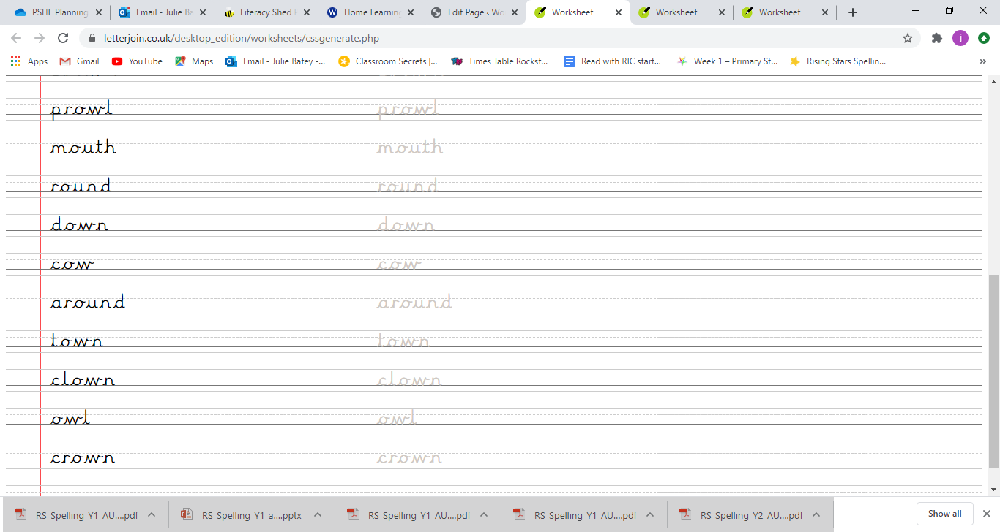 PSHE Planning
Email - Julie Ba
Literacy Shed
Home Learning
Edit Page ‹ Wo
Worksheet
Worksheet
Worksheet
letterjoin.co.uk/desktop_edition/worksheets/cssgenerate.php
j
Apps Gmail YouTube Maps Email - Julie Batey -... Classroom Secrets |... Times Table Rockst... Read with RIC start... Week 1 – Primary St... Rising Stars Spellin... »
prowl prowl
mouth mouth
round round
down down
cow cow
around around
town town
clown clown
owl owl
crown crown
RS_Spelling_Y1_AU....pdf RS_Spelling_Y1_a....pptx RS_Spelling_Y1_AU....pdf RS_Spelling_Y1_AU....pdf RS_Spelling_Y2_AU....pdf Show all